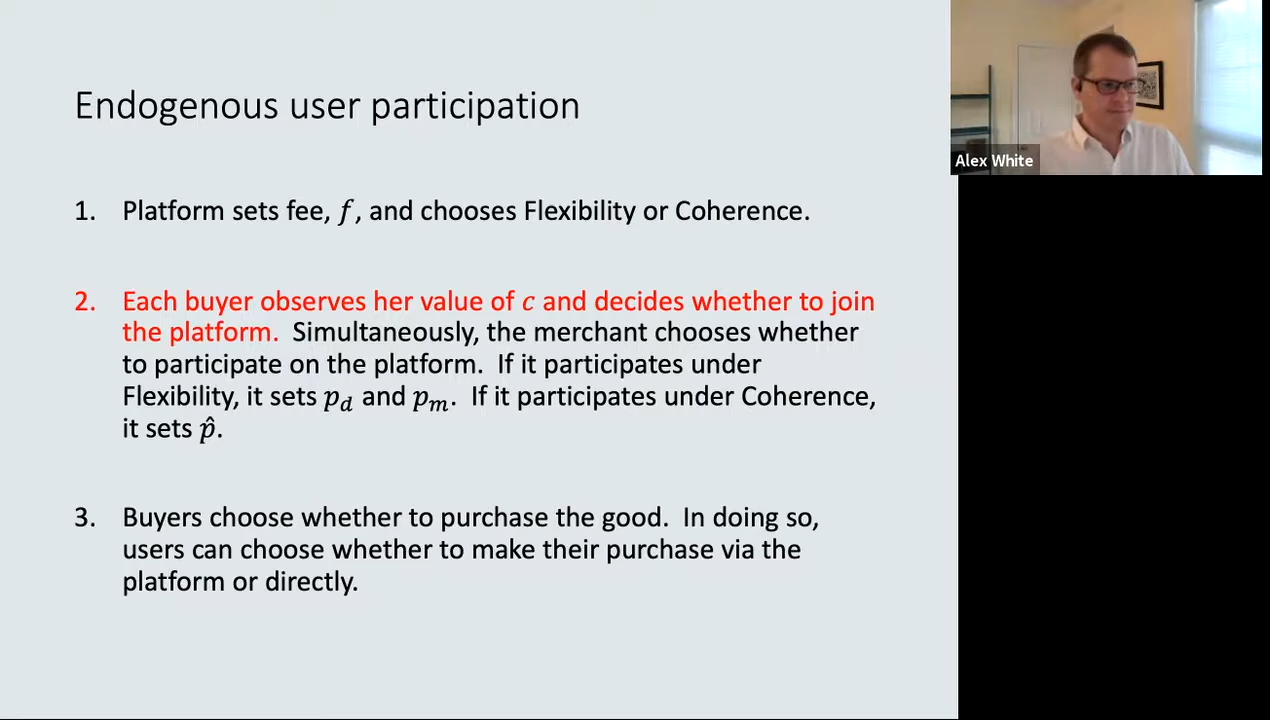 Endogenous user participation
Alex White
1. Platform sets fee, f, and chooses Flexibility or Coherence.
2. Each buyer observes her value of c and decides whether to join
the platform. Simultaneously, the merchant chooses whether
to participate on the platform. If it participates under
Flexibility, it sets p_d and p_m. If it participates under Coherence,
it sets p̂.
3. Buyers choose whether to purchase the good. In doing so,
users can choose whether to make their purchase via the
platform or directly.